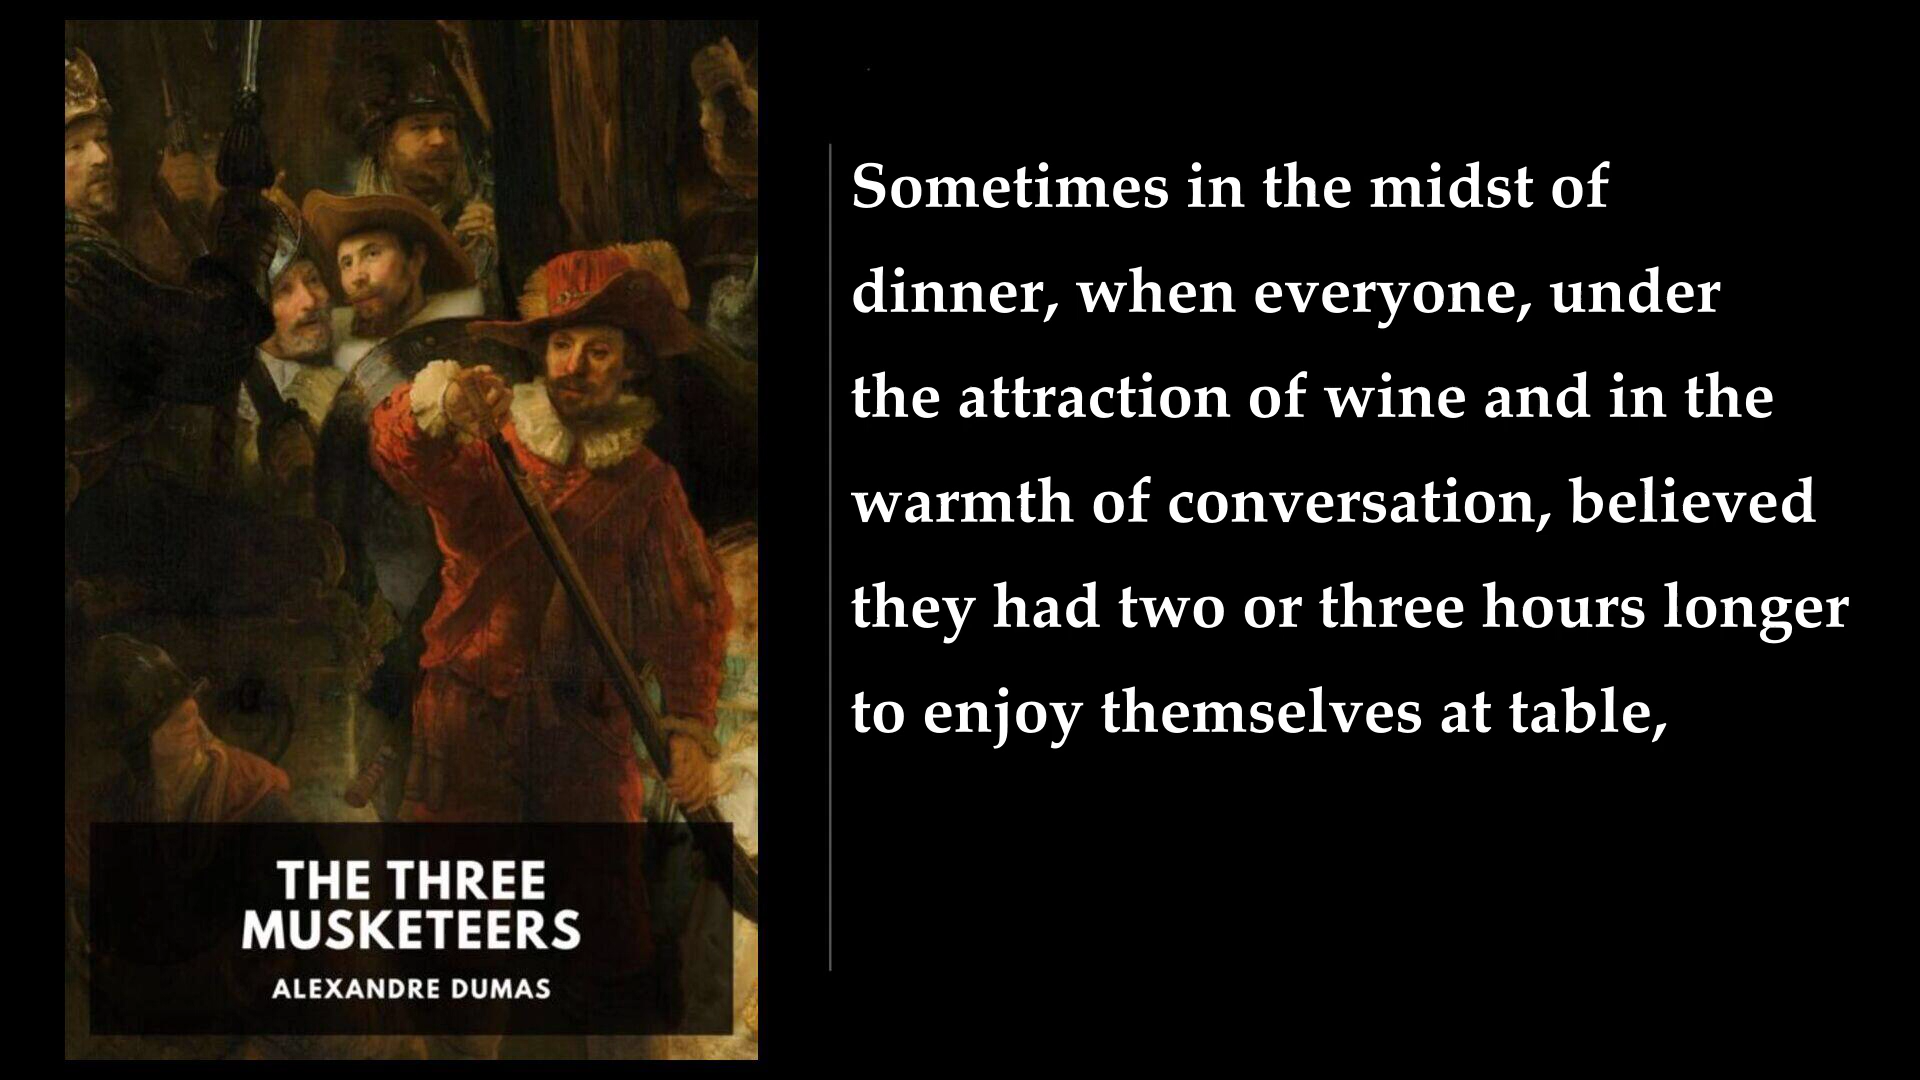 Sometimes in the midst of
dinner, when everyone, under
the attraction of wine and in the
warmth of conversation, believed
they had two or three hours longer
to enjoy themselves at table,
THE THREE
MUSKETEERS
ALEXANDRE DUMAS